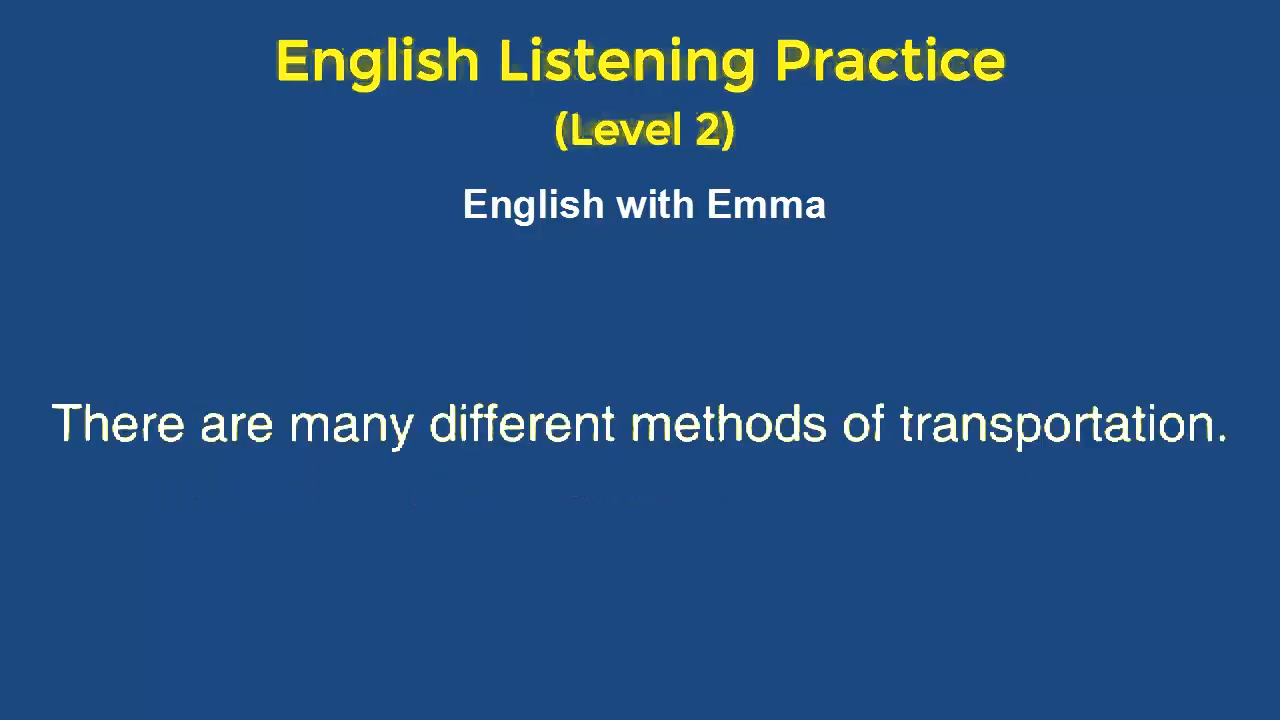 English Listening Practice
(Level 2)
English with Emma
There are many different methods of transportation.